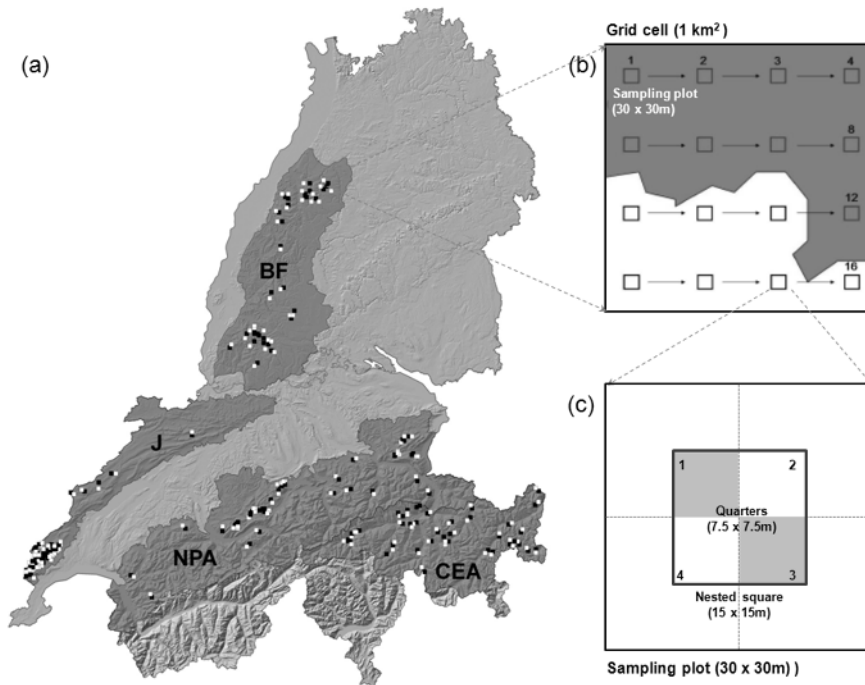 (a)
BF
J
NPA
CEA
Grid cell (1 km²)
(b)
1 2 3 4
Sampling plot
(30 x 30m)
8
12
16
(c)
1 2
Quarters
(7.5 x 7.5m)
4 3
Nested square
(15 x 15m)
Sampling plot (30 x 30m) )